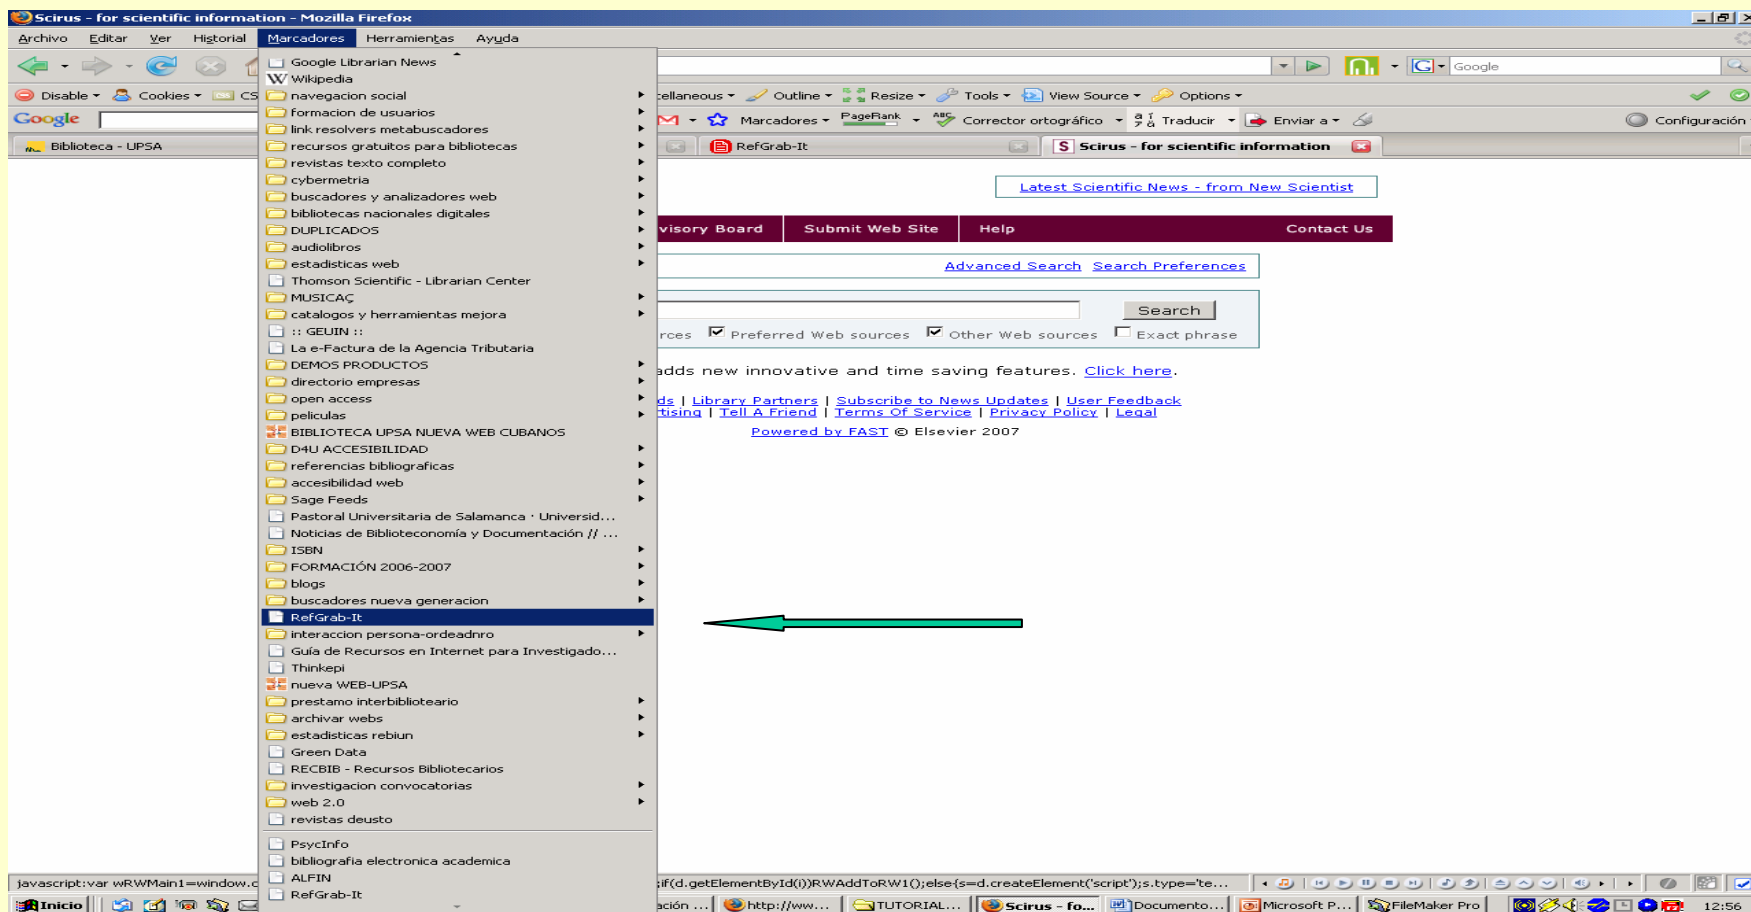 Scirus - for scientific information - Mozilla Firefox
Archivo Editar Ver Historial Marcadores Herramientas Ayuda
Google
Disable Cookies CS
Google
Biblioteca - UPSA
Google Librarian News
Wikipedia
navegacion social
formacion de usuarios
link resolvers metabuscadores
recursos gratuitos para bibliotecas
revistas texto completo
cybermetria
buscadores y analizadores web
bibliotecas nacionales digitales
DUPLICADOS
audiolibros
estadisticas web
Thomson Scientific - Librarian Center
MUSICAÇ
catalogos y herramientas mejora
:: GEUIN ::
La e-Factura de la Agencia Tributaria
DEMOS PRODUCTOS
directorio empresas
open access
peliculas
BIBLIOTECA UPSA NUEVA WEB CUBANOS
D4U ACCESIBILIDAD
referencias bibliograficas
accesibilidad web
Sage Feeds
Pastoral Universitaria de Salamanca · Universid...
Noticias de Biblioteconomía y Documentación // ...
ISBN
FORMACIÓN 2006-2007
blogs
buscadores nueva generacion
RefGrab-It
interaccion persona-ordeadnro
Guía de Recursos en Internet para Investigado...
Thinkepi
nueva WEB-UPSA
prestamo interbiblioteario
archivar webs
estadisticas rebiun
Green Data
RECBIB - Recursos Bibliotecarios
investigacion convocatorias
web 2.0
revistas deusto
PsycInfo
bibliografia electronica academica
ALFIN
RefGrab-It
cellaneous Outline Resize Tools View Source Options
Marcadores PageRank Corrector ortográfico Traducir Enviar a Configuración
RefGrab-It Scirus - for scientific information
Latest Scientific News - from New Scientist
visory Board Submit Web Site Help Contact Us
Advanced Search Search Preferences
Search
rces Preferred Web sources Other Web sources Exact phrase
adds new innovative and time saving features. Click here.
ds | Library Partners | Subscribe to News Updates | User Feedback
rtising | Tell A Friend | Terms Of Service | Privacy Policy | Legal
Powered by FAST © Elsevier 2007
javascript:var wRWMain1=window.c ;if(d.getElementById(i))RWAddToRW1();else{s=d.createElement('script');s.type='te...
Inicio ación ... http://ww... TUTORIAL... Scirus - fo... Documento... Microsoft P... FileMaker Pro 12:56